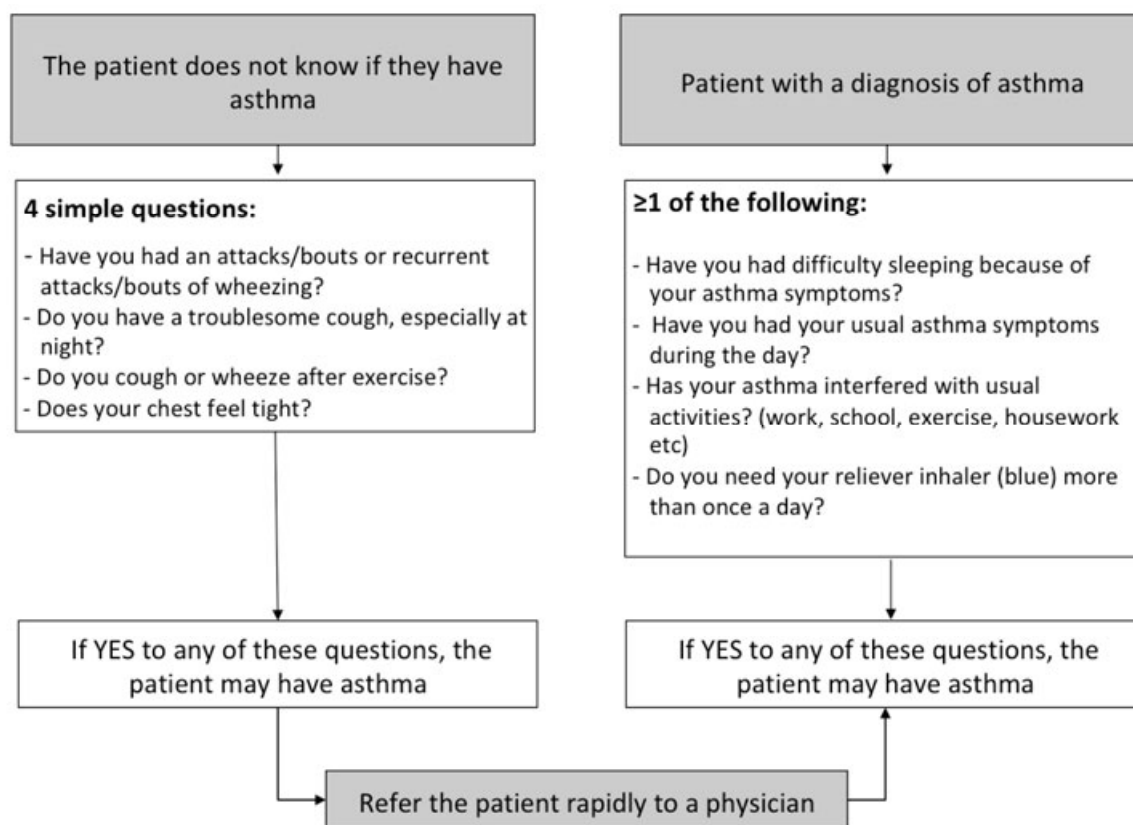 The patient does not know if they have
asthma
4 simple questions:
- Have you had an attacks/bouts or recurrent
attacks/bouts of wheezing?
- Do you have a troublesome cough, especially at
night?
- Do you cough or wheeze after exercise?
- Does your chest feel tight?
If YES to any of these questions, the
patient may have asthma
Patient with a diagnosis of asthma
≥1 of the following:
- Have you had difficulty sleeping because of
your asthma symptoms?
- Have you had your usual asthma symptoms
during the day?
- Has your asthma interfered with usual
activities? (work, school, exercise, housework
etc)
- Do you need your reliever inhaler (blue) more
than once a day?
If YES to any of these questions, the
patient may have asthma
Refer the patient rapidly to a physician